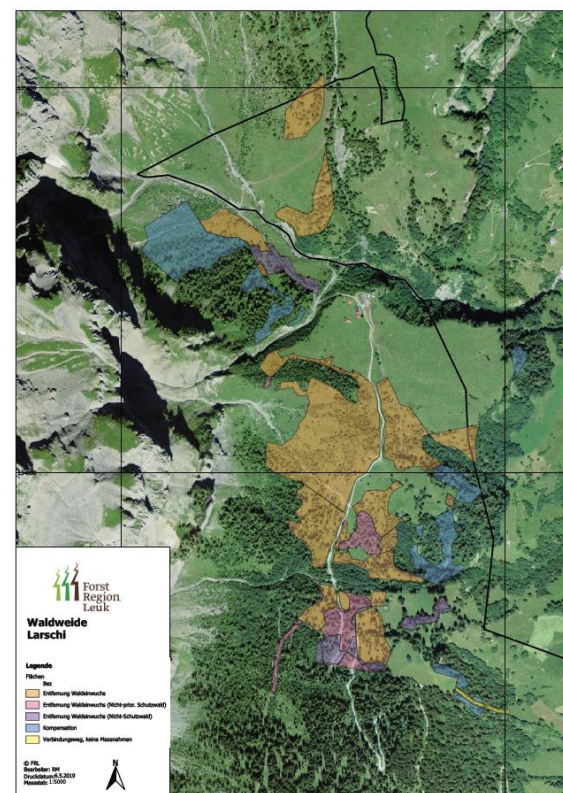 Forst
Region
Leuk
Waldweide
Larschi
Legende
Flächen
Bez
Entfernung Waldeinwuchs
Entfernung Waldeinwuchs (Nicht-prior. Schutzwald)
Entfernung Waldeinwuchs (Nicht-Schutzwald)
Kompensation
Verbindungsweg, keine Massnahmen
© FRL
Bearbeiter: RM
Druckdatum:6.5.2019
Massstab: 1:5000
N